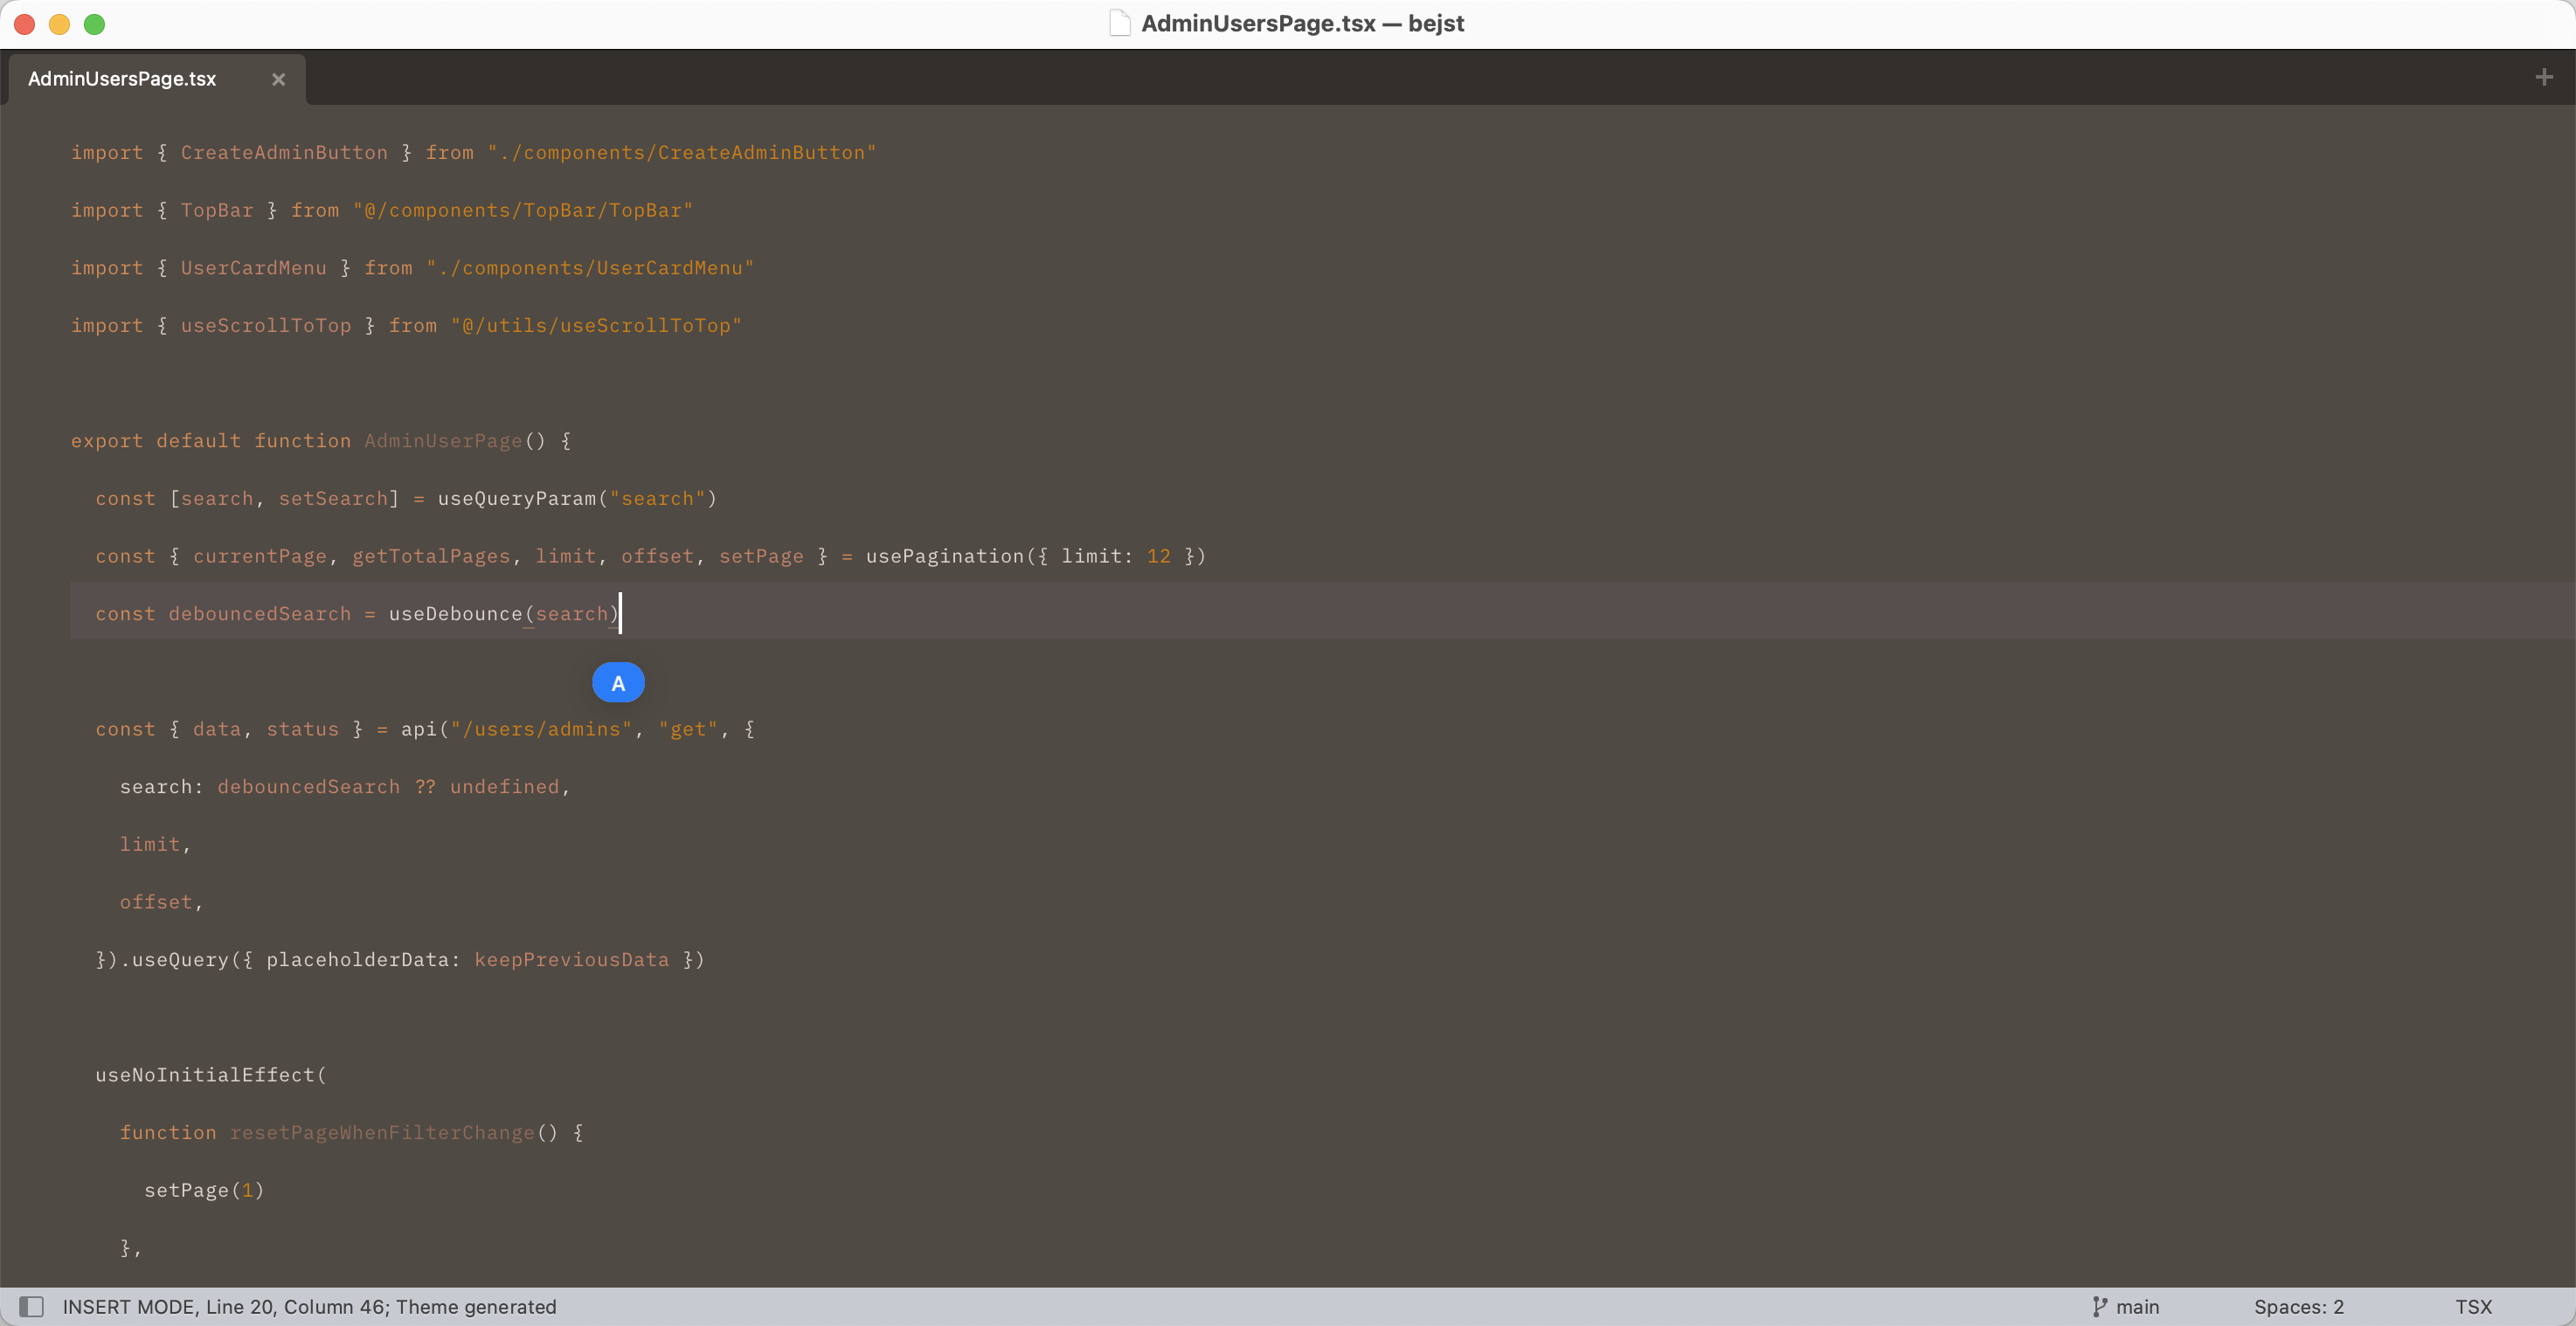 AdminUsersPage.tsx — bejst
AdminUsersPage.tsx
import { CreateAdminButton } from "./components/CreateAdminButton"
import { TopBar } from "@/components/TopBar/TopBar"
import { UserCardMenu } from "./components/UserCardMenu"
import { useScrollToTop } from "@/utils/useScrollToTop"
export default function AdminUserPage() {
const [search, setSearch] = useQueryParam("search")
const { currentPage, getTotalPages, limit, offset, setPage } = usePagination({ limit: 12 })
const debouncedSearch = useDebounce(search)
A
const { data, status } = api("/users/admins", "get", {
search: debouncedSearch ?? undefined,
limit,
offset,
}).useQuery({ placeholderData: keepPreviousData })
useNoInitialEffect(
function resetPageWhenFilterChange() {
setPage(1)
},
INSERT MODE, Line 20, Column 46; Theme generated
main
Spaces: 2
TSX